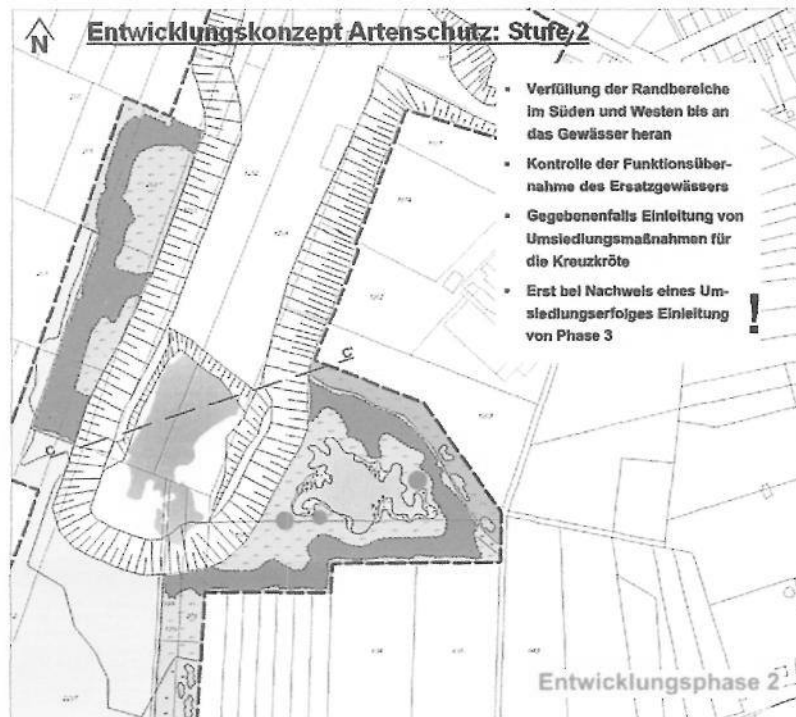 N
Entwicklungskonzept Artenschutz: Stufe 2
▪ Verfüllung der Randbereiche
im Süden und Westen bis an
das Gewässer heran
▪ Kontrolle der Funktionsüber-
nahme des Ersatzgewässers
▪ Gegebenenfalls Einleitung von
Umsiedlungsmaßnahmen für
die Kreuzkröte
▪ Erst bei Nachweis eines Um-
siedlungserfolges Einleitung
von Phase 3
!
C
C
Entwicklungsphase 2